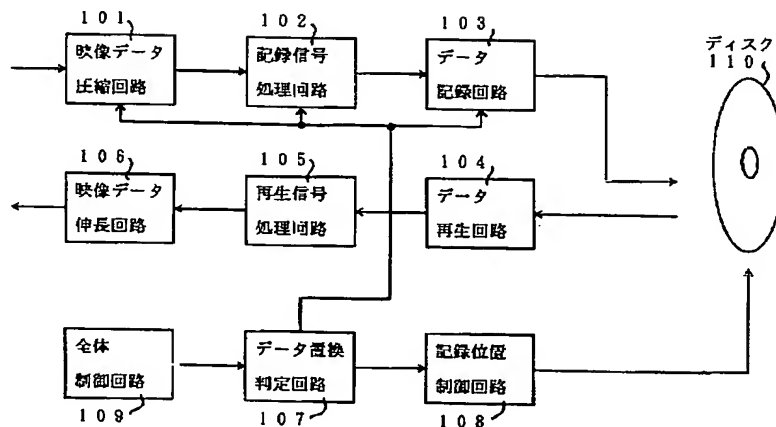 101
102
103
映像データ
圧縮回路
記録信号
処理回路
データ
記録回路
ディスク
110
106
105
104
映像データ
伸長回路
再生信号
処理回路
データ
再生回路
全体
制御回路
データ置換
判定回路
記録位置
制御回路
109
107
108